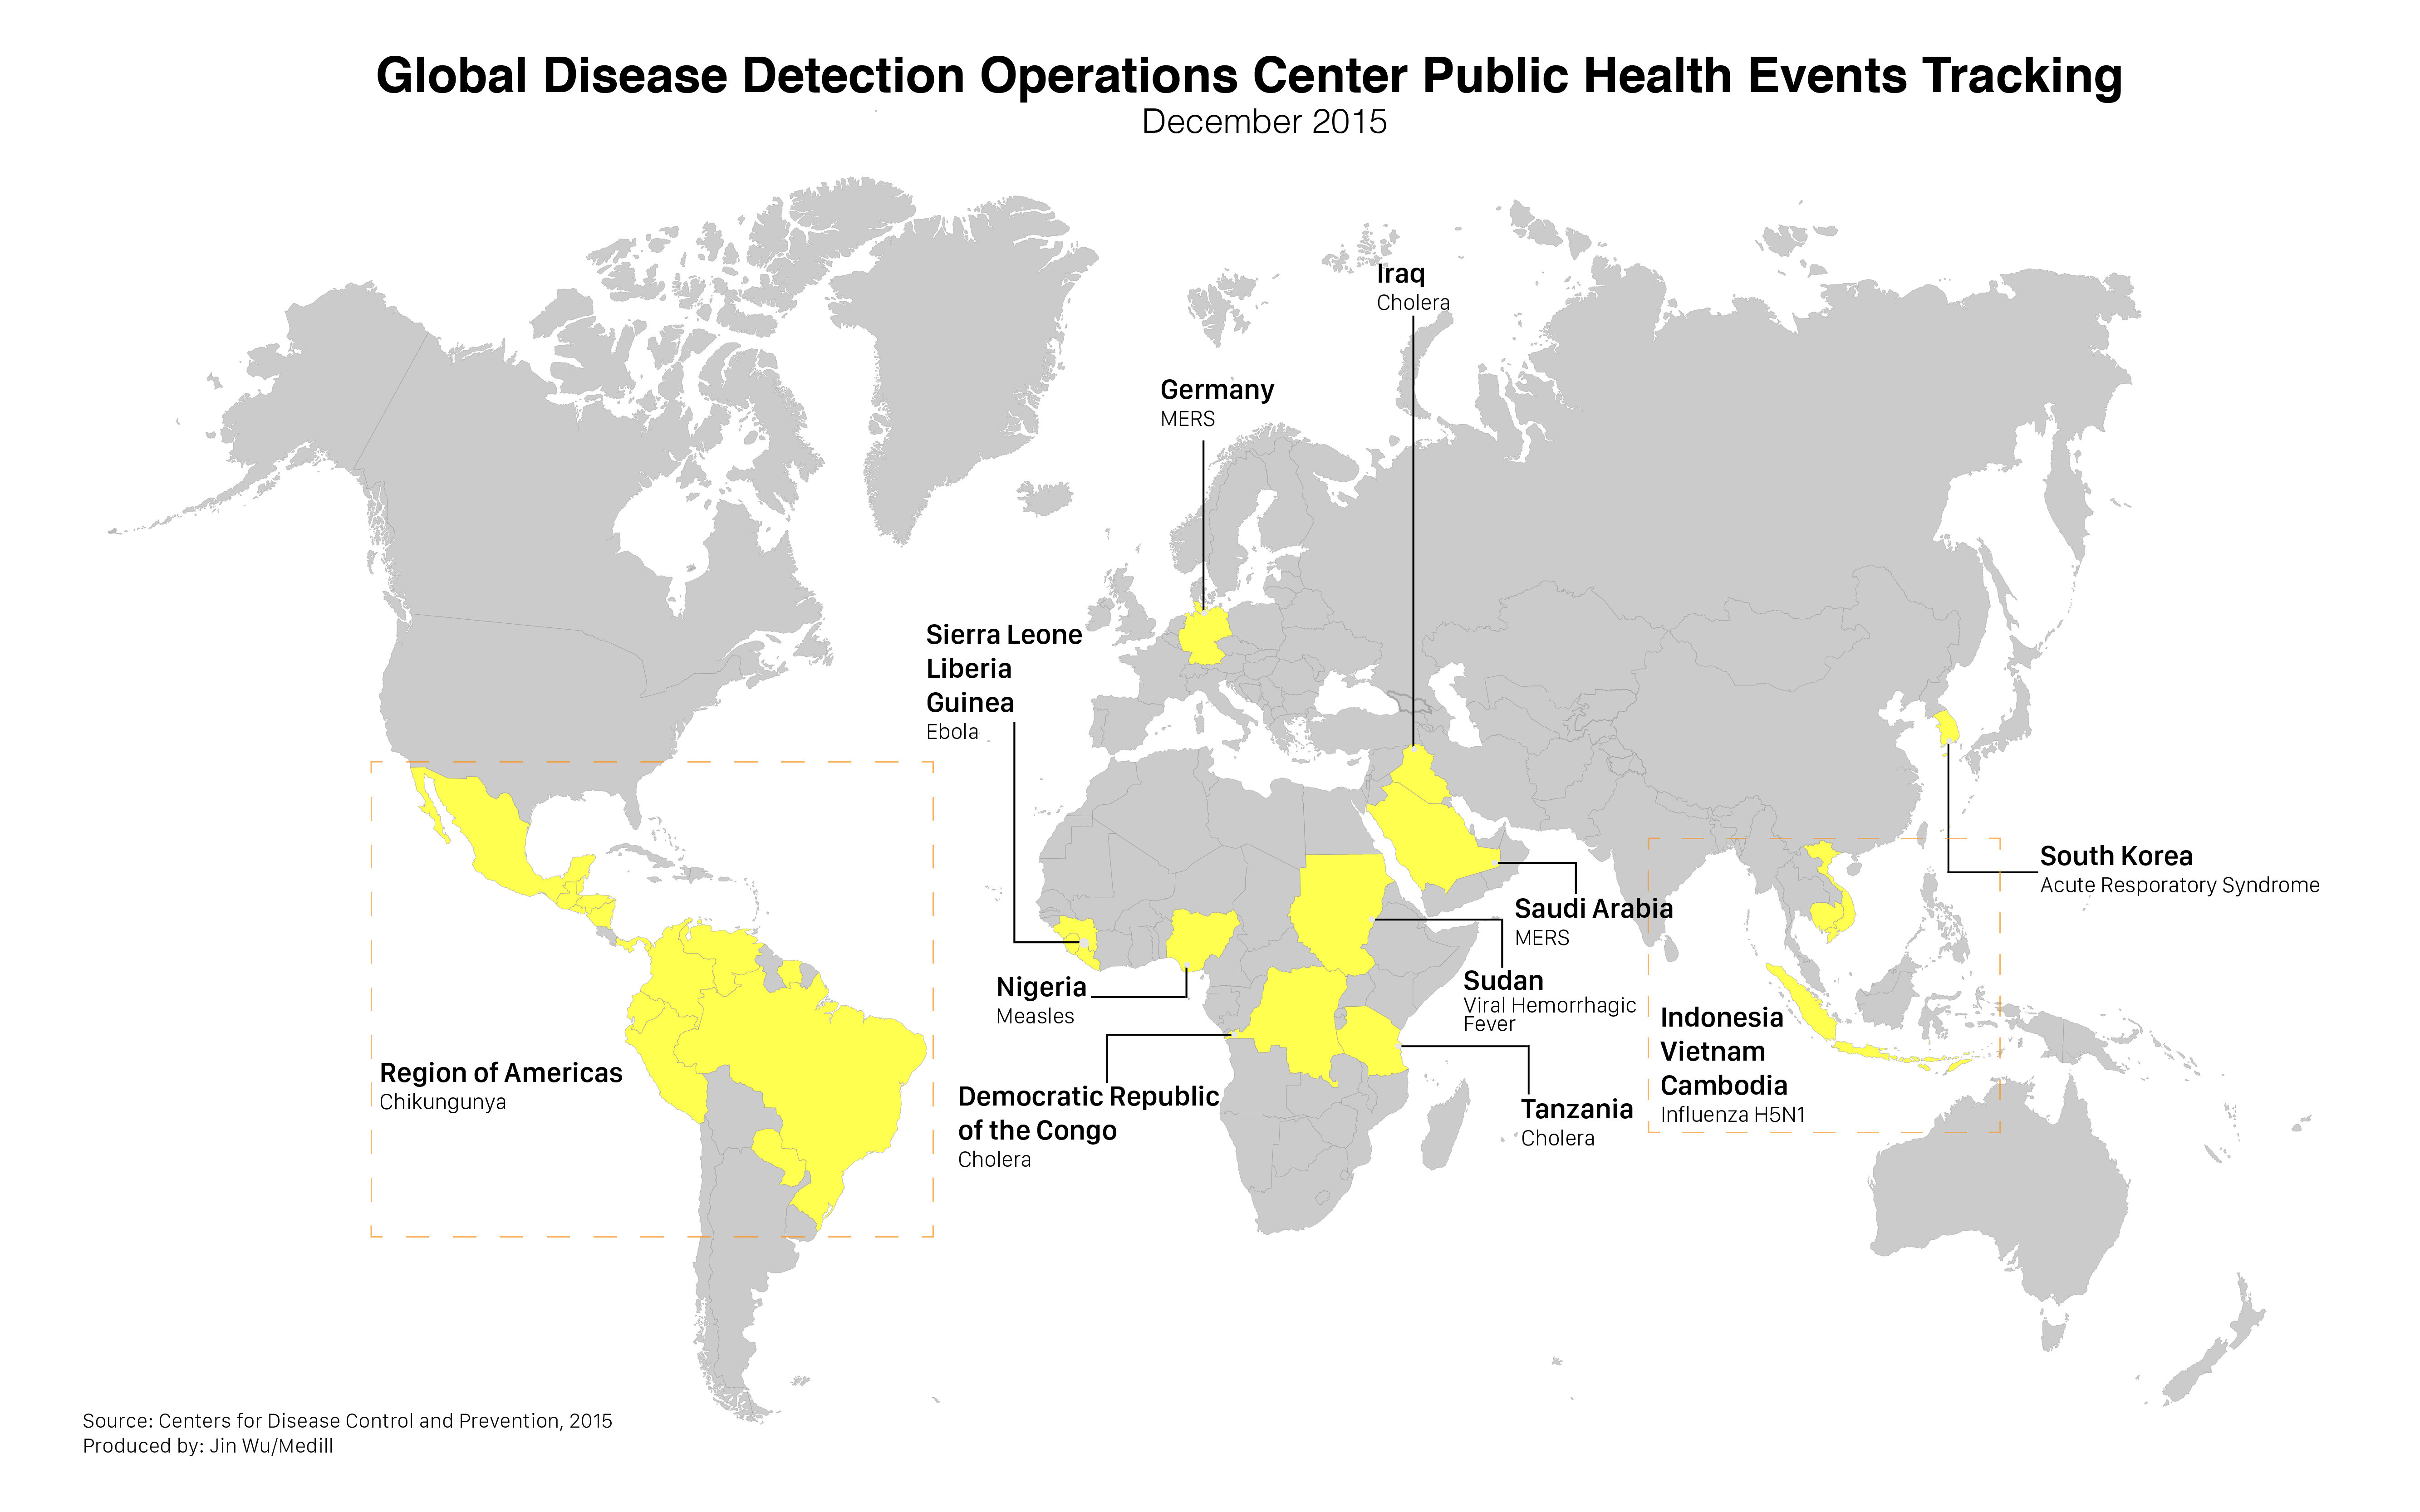 Global Disease Detection Operations Center Public Health Events Tracking
December 2015
Iraq
Cholera
Germany
MERS
Sierra Leone
Liberia
Guinea
Ebola
South Korea
Acute Resporatory Syndrome
Saudi Arabia
MERS
Nigeria
Measles
Sudan
Viral Hemorrhagic
Fever
Indonesia
Vietnam
Cambodia
Influenza H5N1
Region of Americas
Chikungunya
Democratic Republic
of the Congo
Cholera
Tanzania
Cholera
Source: Centers for Disease Control and Prevention, 2015
Produced by: Jin Wu/Medill